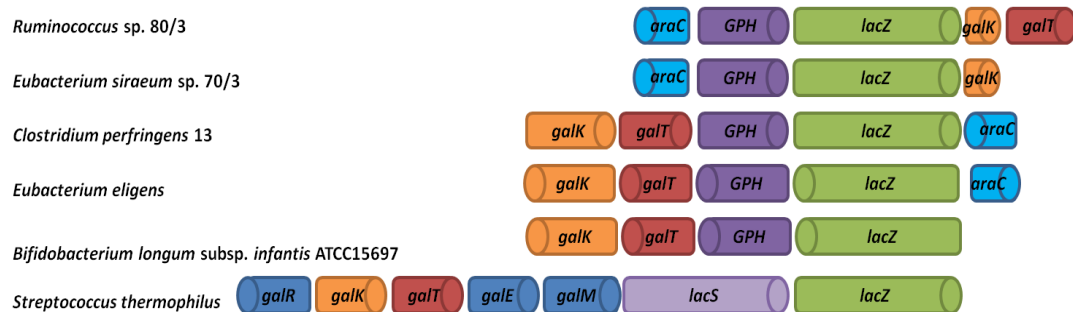 Ruminococcus sp. 80/3 araC GPH lacZ galK galT
Eubacterium siraeum sp. 70/3 araC GPH lacZ galK
Clostridium perfringens 13 galK galT GPH lacZ araC
Eubacterium eligens galK galT GPH lacZ araC
Bifidobacterium longum subsp. infantis ATCC15697 galK galT GPH lacZ
Streptococcus thermophilus galR galK galT galE galM lacS lacZ